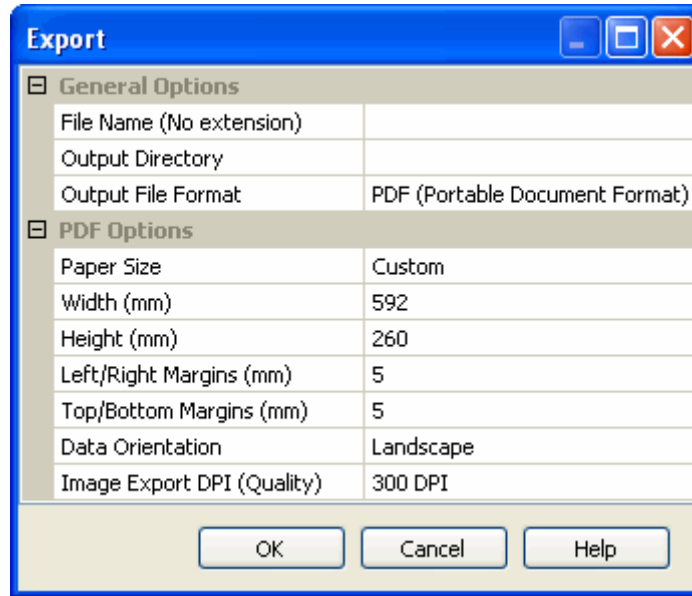 Export
General Options
File Name (No extension)
Output Directory
Output File Format PDF (Portable Document Format)
PDF Options
Paper Size Custom
Width (mm) 592
Height (mm) 260
Left/Right Margins (mm) 5
Top/Bottom Margins (mm) 5
Data Orientation Landscape
Image Export DPI (Quality) 300 DPI
OK Cancel Help